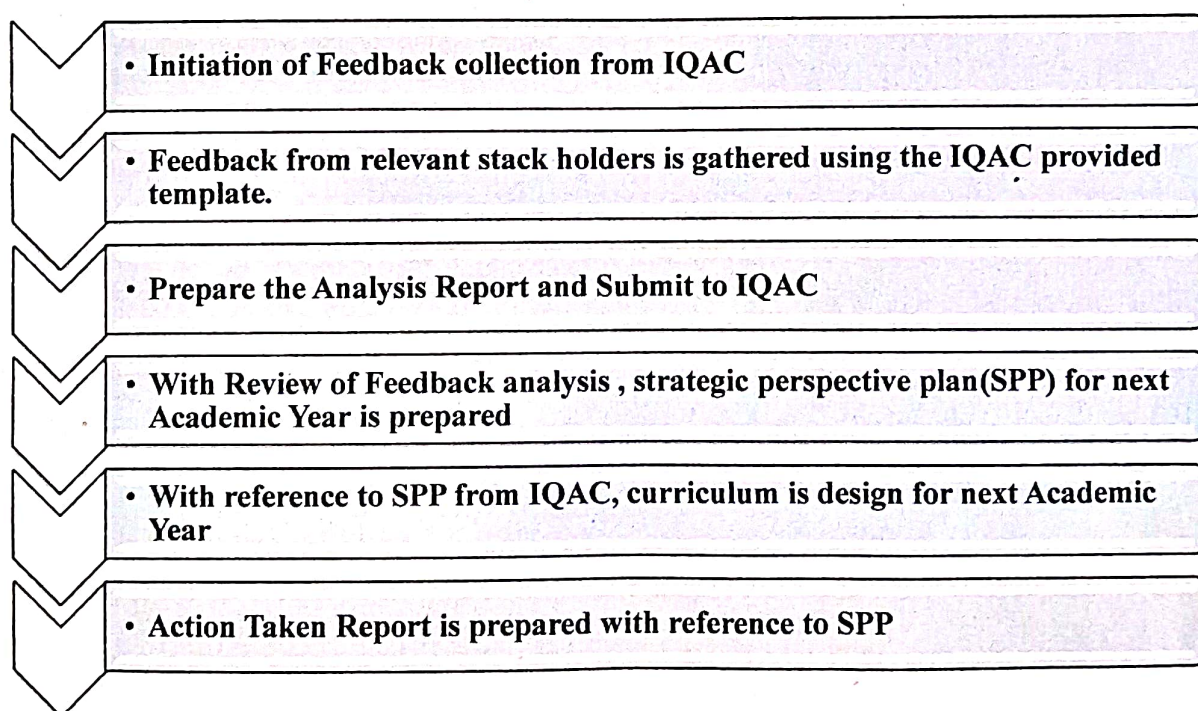 • Initiation of Feedback collection from IQAC
• Feedback from relevant stack holders is gathered using the IQAC provided
template.
• Prepare the Analysis Report and Submit to IQAC
• With Review of Feedback analysis , strategic perspective plan(SPP) for next
Academic Year is prepared
• With reference to SPP from IQAC, curriculum is design for next Academic
Year
• Action Taken Report is prepared with reference to SPP